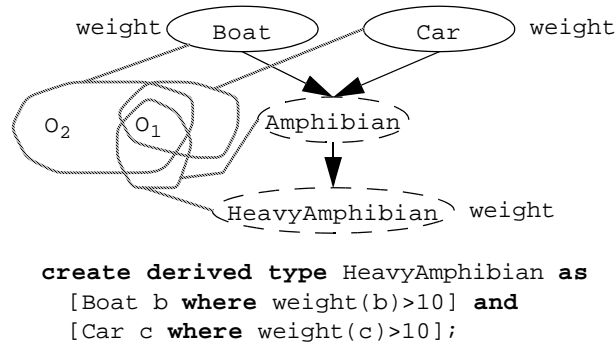 weight Boat Car weight
O2 O1 Amphibian
HeavyAmphibian weight
create derived type HeavyAmphibian as
[Boat b where weight(b)>10] and
[Car c where weight(c)>10];